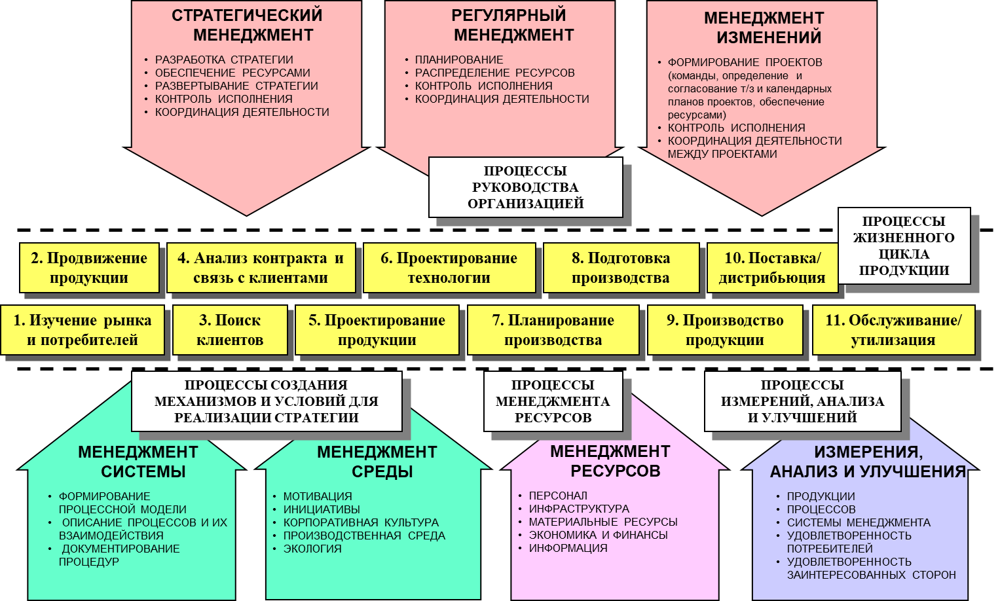 СТРАТЕГИЧЕСКИЙ
МЕНЕДЖМЕНТ
• РАЗРАБОТКА СТРАТЕГИИ
• ОБЕСПЕЧЕНИЕ РЕСУРСАМИ
• РАЗВЕРТЫВАНИЕ СТРАТЕГИИ
• КОНТРОЛЬ ИСПОЛНЕНИЯ
• КООРДИНАЦИЯ ДЕЯТЕЛЬНОСТИ
РЕГУЛЯРНЫЙ
МЕНЕДЖМЕНТ
• ПЛАНИРОВАНИЕ
• РАСПРЕДЕЛЕНИЕ РЕСУРСОВ
• КОНТРОЛЬ ИСПОЛНЕНИЯ
• КООРДИНАЦИЯ ДЕЯТЕЛЬНОСТИ
МЕНЕДЖМЕНТ
ИЗМЕНЕНИЙ
• ФОРМИРОВАНИЕ ПРОЕКТОВ
(команды, определение и
согласование т/з и календарных
планов проектов, обеспечение
ресурсами)
• КОНТРОЛЬ ИСПОЛНЕНИЯ
• КООРДИНАЦИЯ ДЕЯТЕЛЬНОСТИ
МЕЖДУ ПРОЕКТАМИ
ПРОЦЕССЫ
РУКОВОДСТВА
ОРГАНИЗАЦИЕЙ
ПРОЦЕССЫ
ЖИЗНЕННОГО
ЦИКЛА
ПРОДУКЦИИ
2. Продвижение
продукции
4. Анализ контракта и
связь с клиентами
6. Проектирование
технологии
8. Подготовка
производства
10. Поставка/
дистрибьюция
1. Изучение рынка
и потребителей
3. Поиск
клиентов
5. Проектирование
продукции
7. Планирование
производства
9. Производство
продукции
11. Обслуживание/
утилизация
ПРОЦЕССЫ СОЗДАНИЯ
МЕХАНИЗМОВ И УСЛОВИЙ ДЛЯ
РЕАЛИЗАЦИИ СТРАТЕГИИ
ПРОЦЕССЫ
МЕНЕДЖМЕНТА
РЕСУРСОВ
ПРОЦЕССЫ
ИЗМЕРЕНИЙ, АНАЛИЗА
И УЛУЧШЕНИЙ
МЕНЕДЖМЕНТ
СИСТЕМЫ
• ФОРМИРОВАНИЕ
ПРОЦЕССНОЙ МОДЕЛИ
• ОПИСАНИЕ ПРОЦЕССОВ И ИХ
ВЗАИМОДЕЙСТВИЯ
• ДОКУМЕНТИРОВАНИЕ
ПРОЦЕДУР
МЕНЕДЖМЕНТ
СРЕДЫ
• МОТИВАЦИЯ
• ИНИЦИАТИВЫ
• КОРПОРАТИВНАЯ КУЛЬТУРА
• ПРОИЗВОДСТВЕННАЯ СРЕДА
• ЭКОЛОГИЯ
МЕНЕДЖМЕНТ
РЕСУРСОВ
• ПЕРСОНАЛ
• ИНФРАСТРУКТУРА
• МАТЕРИАЛЬНЫЕ РЕСУРСЫ
• ЭКОНОМИКА И ФИНАНСЫ
• ИНФОРМАЦИЯ
ИЗМЕРЕНИЯ,
АНАЛИЗ И УЛУЧШЕНИЯ
• ПРОДУКЦИИ
• ПРОЦЕССОВ
• СИСТЕМЫ МЕНЕДЖМЕНТА
• УДОВЛЕТВОРЕННОСТЬ
ПОТРЕБИТЕЛЕЙ
• УДОВЛЕТВОРЕННОСТЬ
ЗАИНТЕРЕСОВАННЫХ СТОРОН